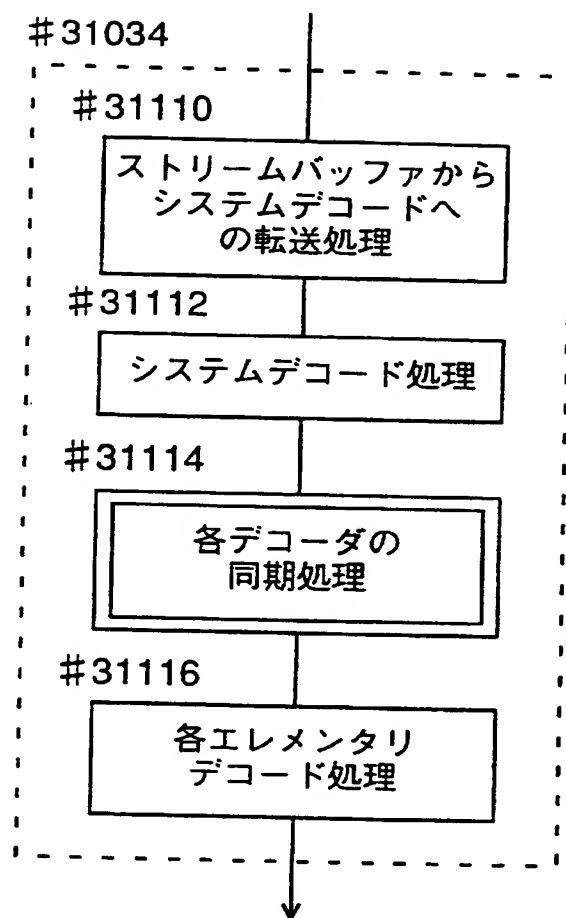 #31034
#31110
ストリームバッファから
システムデコードへ
の転送処理
#31112
システムデコード処理
#31114
各デコーダの
同期処理
#31116
各エレメンタリ
デコード処理